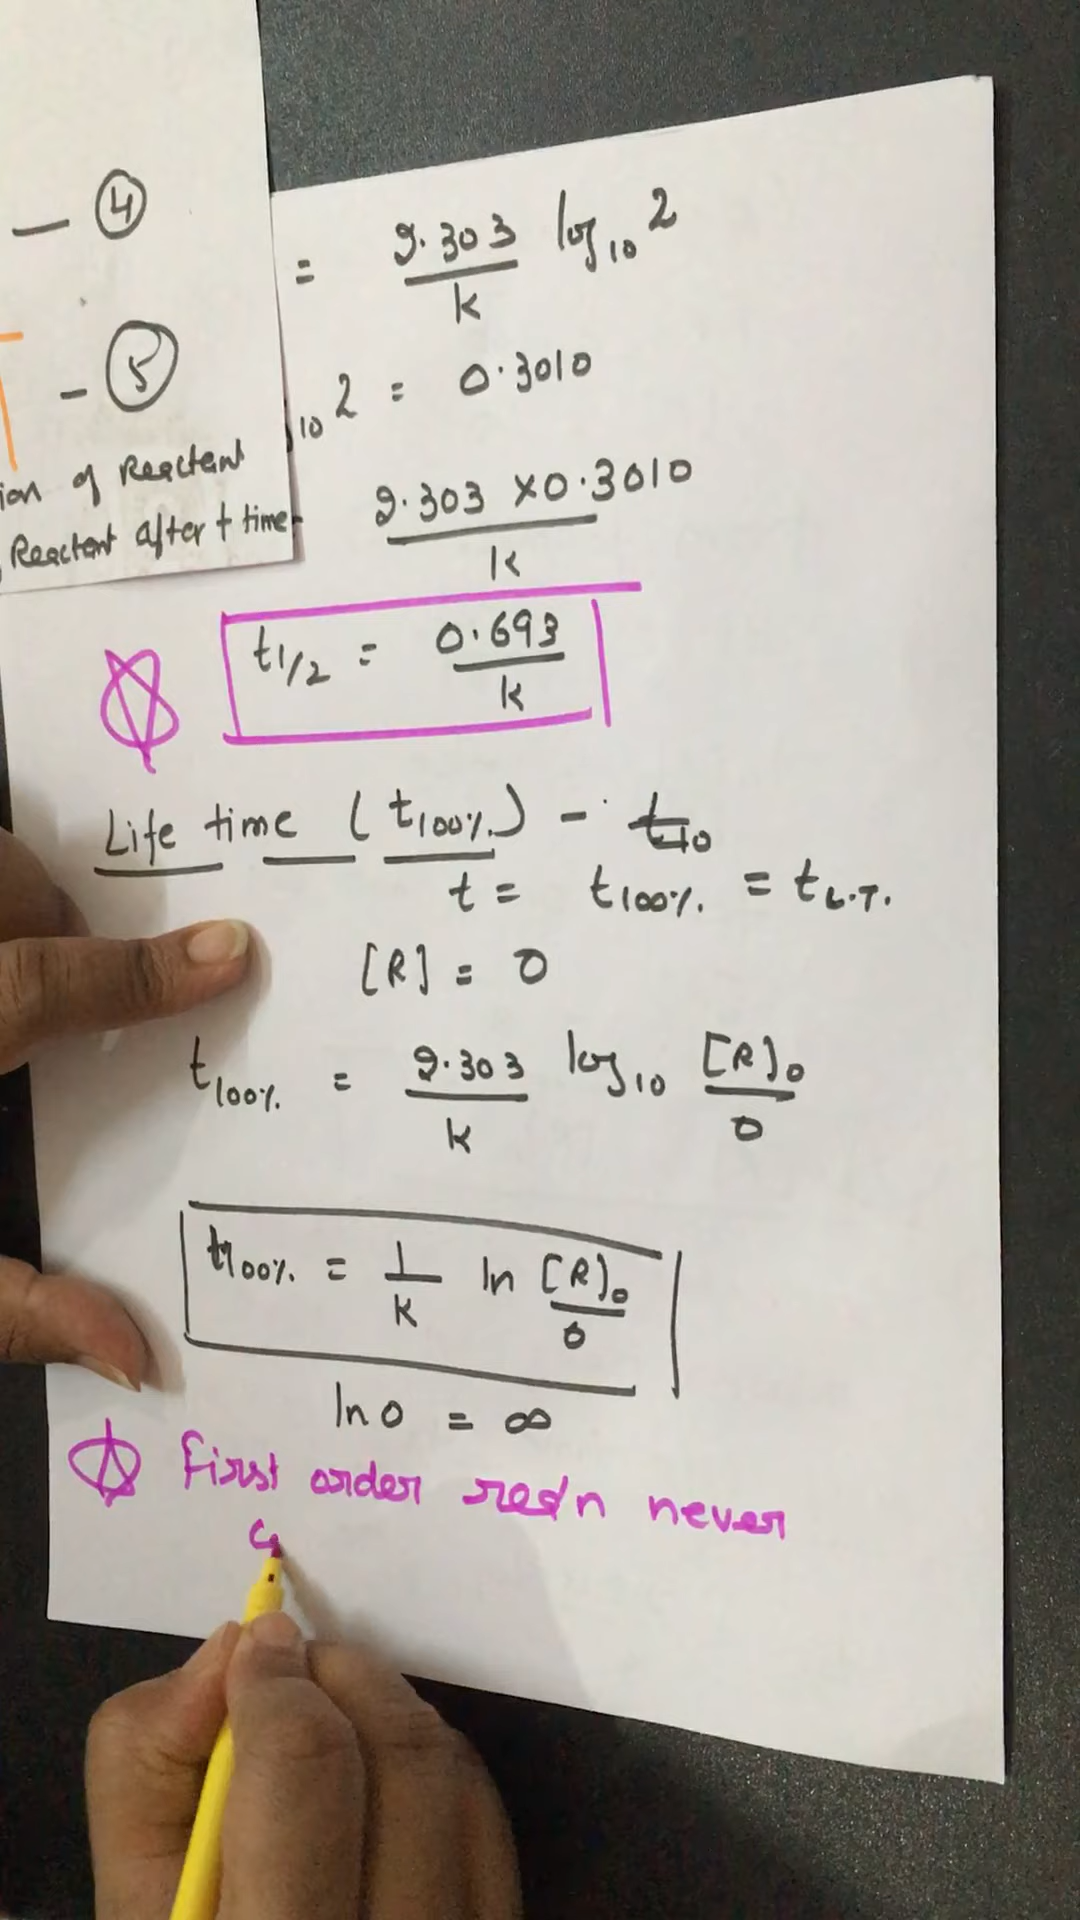 — ④
- ⑤
ion of Reactant
Reactant after t time
= 2.303/k log₁₀ 2
₁₀ 2 = 0.3010
2.303 × 0.3010/k
t1/2 = 0.693/k
Life time (t100%) -
t = t100% = tL.T.
[R] = 0
t100% = 2.303/k log₁₀ [R]₀/0
t100% = 1/k ln [R]₀/0
ln 0 = ∞
first order rexn never
c